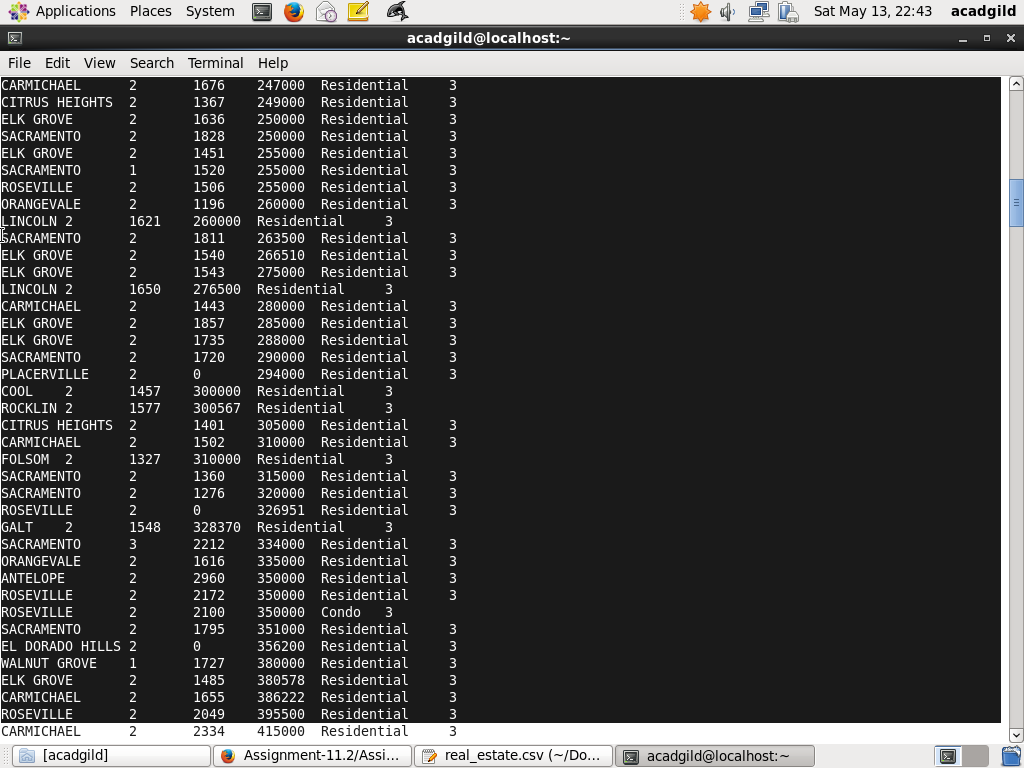 Applications Places System Sat May 13, 22:43 acadgild
acadgild@localhost:~
File Edit View Search Terminal Help
CARMICHAEL 2 1676 247000 Residential 3
CITRUS HEIGHTS 2 1367 249000 Residential 3
ELK GROVE 2 1636 250000 Residential 3
SACRAMENTO 2 1828 250000 Residential 3
ELK GROVE 2 1451 255000 Residential 3
SACRAMENTO 1 1520 255000 Residential 3
ROSEVILLE 2 1506 255000 Residential 3
ORANGEVALE 2 1196 260000 Residential 3
LINCOLN 2 1621 260000 Residential 3
SACRAMENTO 2 1811 263500 Residential 3
ELK GROVE 2 1540 266510 Residential 3
ELK GROVE 2 1543 275000 Residential 3
LINCOLN 2 1650 276500 Residential 3
CARMICHAEL 2 1443 280000 Residential 3
ELK GROVE 2 1857 285000 Residential 3
ELK GROVE 2 1735 288000 Residential 3
SACRAMENTO 2 1720 290000 Residential 3
PLACERVILLE 2 0 294000 Residential 3
COOL 2 1457 300000 Residential 3
ROCKLIN 2 1577 300567 Residential 3
CITRUS HEIGHTS 2 1401 305000 Residential 3
CARMICHAEL 2 1502 310000 Residential 3
FOLSOM 2 1327 310000 Residential 3
SACRAMENTO 2 1360 315000 Residential 3
SACRAMENTO 2 1276 320000 Residential 3
ROSEVILLE 2 0 326951 Residential 3
GALT 2 1548 328370 Residential 3
SACRAMENTO 3 2212 334000 Residential 3
ORANGEVALE 2 1616 335000 Residential 3
ANTELOPE 2 2960 350000 Residential 3
ROSEVILLE 2 2172 350000 Residential 3
ROSEVILLE 2 2100 350000 Condo 3
SACRAMENTO 2 1795 351000 Residential 3
EL DORADO HILLS 2 0 356200 Residential 3
WALNUT GROVE 1 1727 380000 Residential 3
ELK GROVE 2 1485 380578 Residential 3
CARMICHAEL 2 1655 386222 Residential 3
ROSEVILLE 2 2049 395500 Residential 3
CARMICHAEL 2 2334 415000 Residential 3
[acadgild] Assignment-11.2/Assi... real_estate.csv (~/Do... acadgild@localhost:~